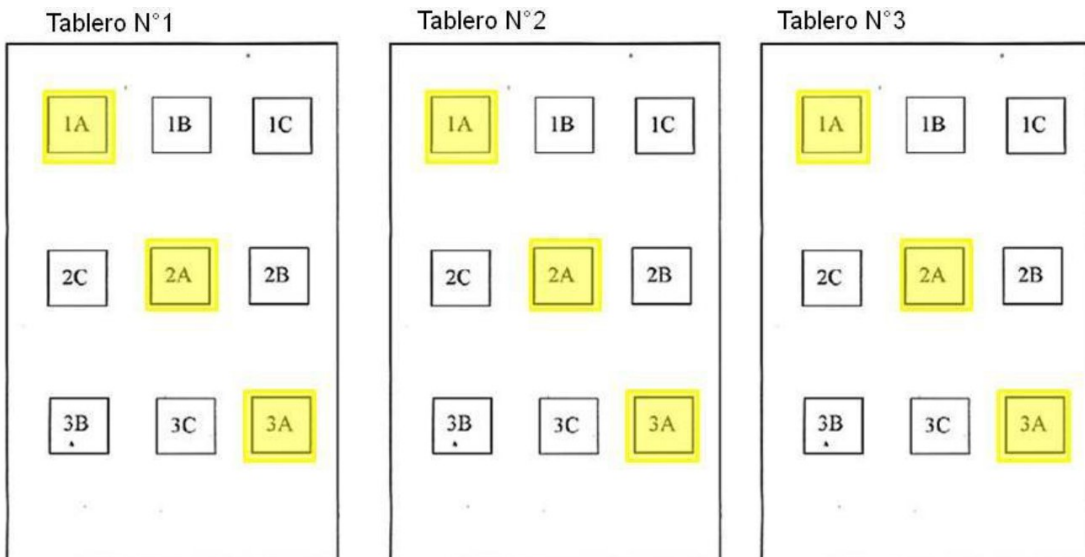 Tablero N°1 Tablero N°2 Tablero N°3
1A 1B 1C 1A 1B 1C 1A 1B 1C
2C 2A 2B 2C 2A 2B 2C 2A 2B
3B 3C 3A 3B 3C 3A 3B 3C 3A